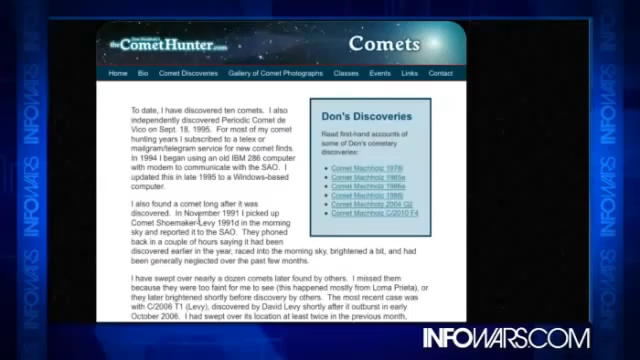 the CometHunter.com
Comets
Home Bio Comet Discoveries Gallery of Comet Photographs Classes Events Links Contact
To date, I have discovered ten comets. I also
independently discovered Periodic Comet de
Vico on Sept. 18, 1995. For most of my comet
hunting years I subscribed to a telex or
mailgram/telegram service for new comet finds.
In 1994 I began using an old IBM 286 computer
with modem to communicate with the SAO. I
updated this in late 1995 to a Windows-based
computer.
I also found a comet long after it was
discovered. In November 1991 I picked up
Comet Shoemaker-Levy 1991d in the morning
sky and reported it to the SAO. They phoned
back in a couple of hours saying it had been
discovered earlier in the year, raced into the morning sky, brightened a bit, and had
been generally neglected over the past few months.
I have swept over nearly a dozen comets later found by others. I missed them
because they were too faint for me to see (this happened mostly from Loma Prieta), or
they later brightened shortly before discovery by others. The most recent case was
with C/2006 T1 (Levy), discovered by David Levy shortly after it outburst in early
October 2006. I had swept over its location at least twice in the previous month,
Don's Discoveries
Read first-hand accounts of
some of Don's cometary
discoveries:
Comet Machholz 1978l
Comet Machholz 1985e
Comet Machholz 1986e
Comet Machholz
Comet Machholz 2004 Q2
Comet Machholz C/2010 F4
INFOWARS
INFOWARS
INFOWARS
INFOWARS
INFOWARS.COM